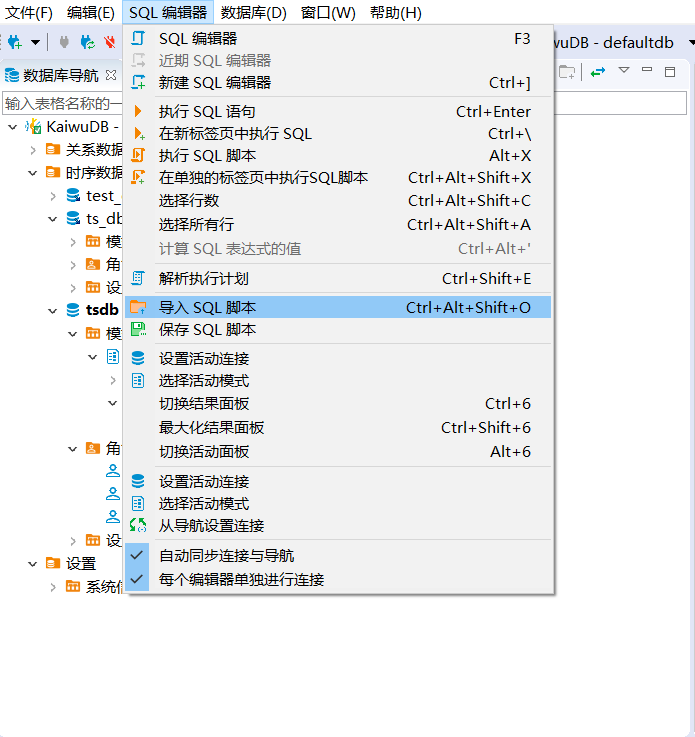 文件(F) 编辑(E) SQL 编辑器 数据库(D) 窗口(W) 帮助(H)
wuDB - defaultdb
数据库导航
输入表格名称的一
KaiwuDB -
关系数据
时序数据
test_
ts_db
模
角
设
tsdb
模
角
设
设置
系统信
SQL 编辑器 F3
近期 SQL 编辑器
新建 SQL 编辑器 Ctrl+]
执行 SQL 语句 Ctrl+Enter
在新标签页中执行 SQL Ctrl+\
执行 SQL 脚本 Alt+X
在单独的标签页中执行SQL脚本 Ctrl+Alt+Shift+X
选择行数 Ctrl+Alt+Shift+C
选择所有行 Ctrl+Alt+Shift+A
计算 SQL 表达式的值 Ctrl+Alt+'
解析执行计划 Ctrl+Shift+E
导入 SQL 脚本 Ctrl+Alt+Shift+O
保存 SQL 脚本
设置活动连接
选择活动模式
切换结果面板 Ctrl+6
最大化结果面板 Ctrl+Shift+6
切换活动面板 Alt+6
设置活动连接
选择活动模式
从导航设置连接
自动同步连接与导航
每个编辑器单独进行连接